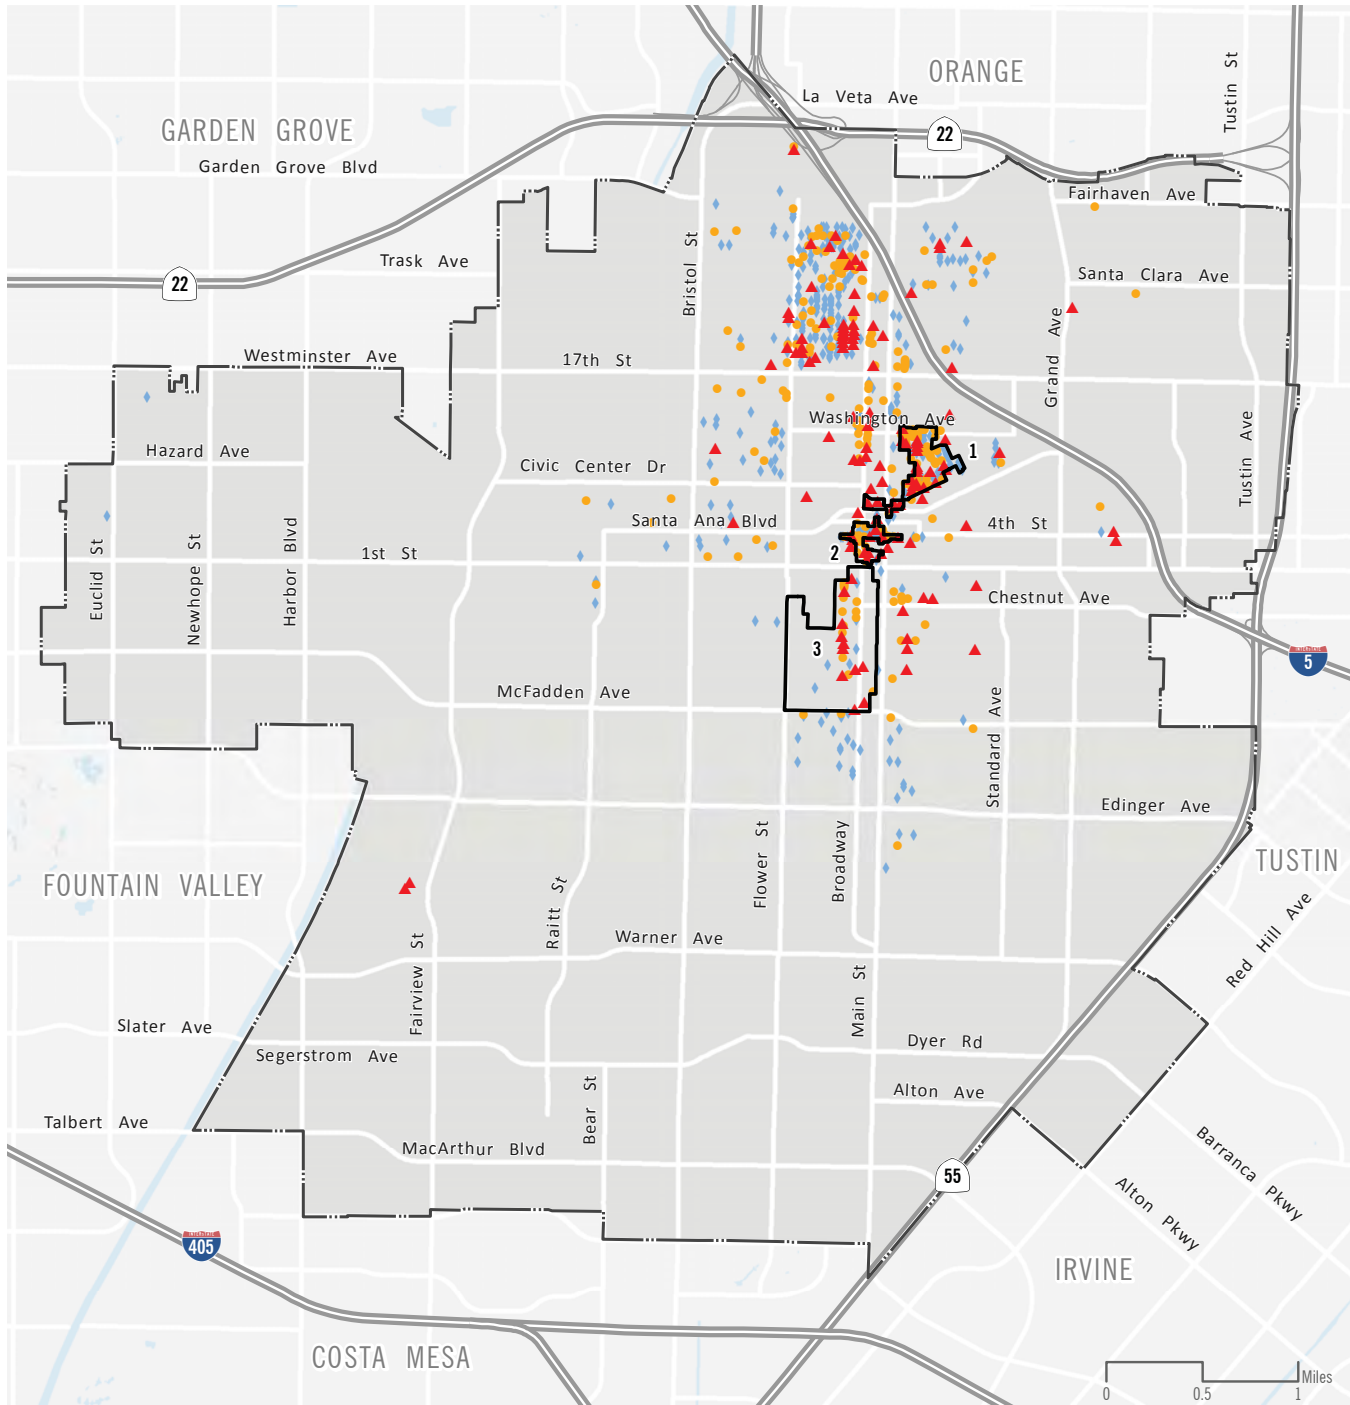 ORANGE
Tustin St
La Veta Ave
GARDEN GROVE
22
Garden Grove Blvd
Fairhaven Ave
Bristol St
Trask Ave
Santa Clara Ave
22
Grand Ave
Westminster Ave
17th St
Washington Ave
Tustin Ave
Hazard Ave
1
Civic Center Dr
Santa Ana Blvd
4th St
Euclid St
Newhope St
Harbor Blvd
1st St
2
Chestnut Ave
3
INTERSTATE
5
McFadden Ave
Standard Ave
Edinger Ave
Flower St
Broadway
TUSTIN
FOUNTAIN VALLEY
Raitt St
Red Hill Ave
Warner Ave
Fairview St
Main St
Slater Ave
Dyer Rd
Segerstrom Ave
Bear St
Alton Ave
Talbert Ave
MacArthur Blvd
Barranca Pkwy
55
Alton Pkwy
INTERSTATE
405
IRVINE
COSTA MESA
Miles
0 0.5 1